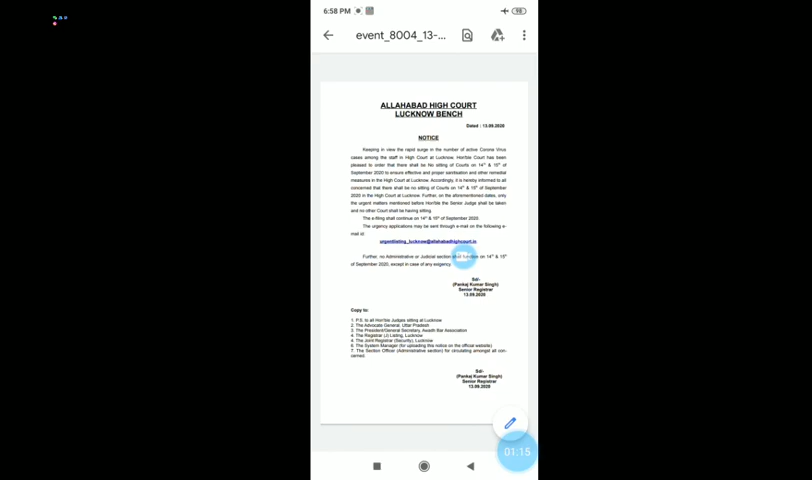 6:58 PM
98
event_8004_13-...
ALLAHABAD HIGH COURT
LUCKNOW BENCH
Dated : 13.09.2020
NOTICE
Keeping in view the rapid surge in the number of active Corona Virus
cases among the staff in High Court at Lucknow. Hon'ble Court has been
pleased to order that there shall be No sitting of Courts on 14th & 15th of
September 2020 to ensure effective and proper sanitisation and other remedial
measures in the High Court at Lucknow. Accordingly, it is hereby informed to all
concerned that there shall be no sitting of Courts on 14th & 15th of September
2020 in the High Court at Lucknow. Further, on the aforementioned dates, only
the urgent matters mentioned before Hon'ble the Senior Judge shall be taken
and no other Court shall be having sitting.
The e-filing shall continue on 14th & 15th of September 2020.
The urgency applications may be sent through e-mail on the following e-
mail id:
urgentlisting_lucknow@allahabadhighcourt.in
Further, no Administrative or Judicial section shall function on 14th & 15th
of September 2020, except in case of any exigency.
Sd/-
(Pankaj Kumar Singh)
Senior Registrar
13.09.2020
Copy to:
1. P.S. to all Hon'ble Judges sitting at Lucknow
2. The Advocate General, Uttar Pradesh
3. The President/General Secretary, Awadh Bar Association
4. The Registrar (J) Listing, Lucknow
4. The Joint Registrar (Security), Lucknow
6. The System Manager (for uploading this notice on the official website).
7. The Section Officer (Administrative section) for circulating amongst all con-
cerned.
Sd/-
(Pankaj Kumar Singh)
Senior Registrar
13.09.2020
01:15